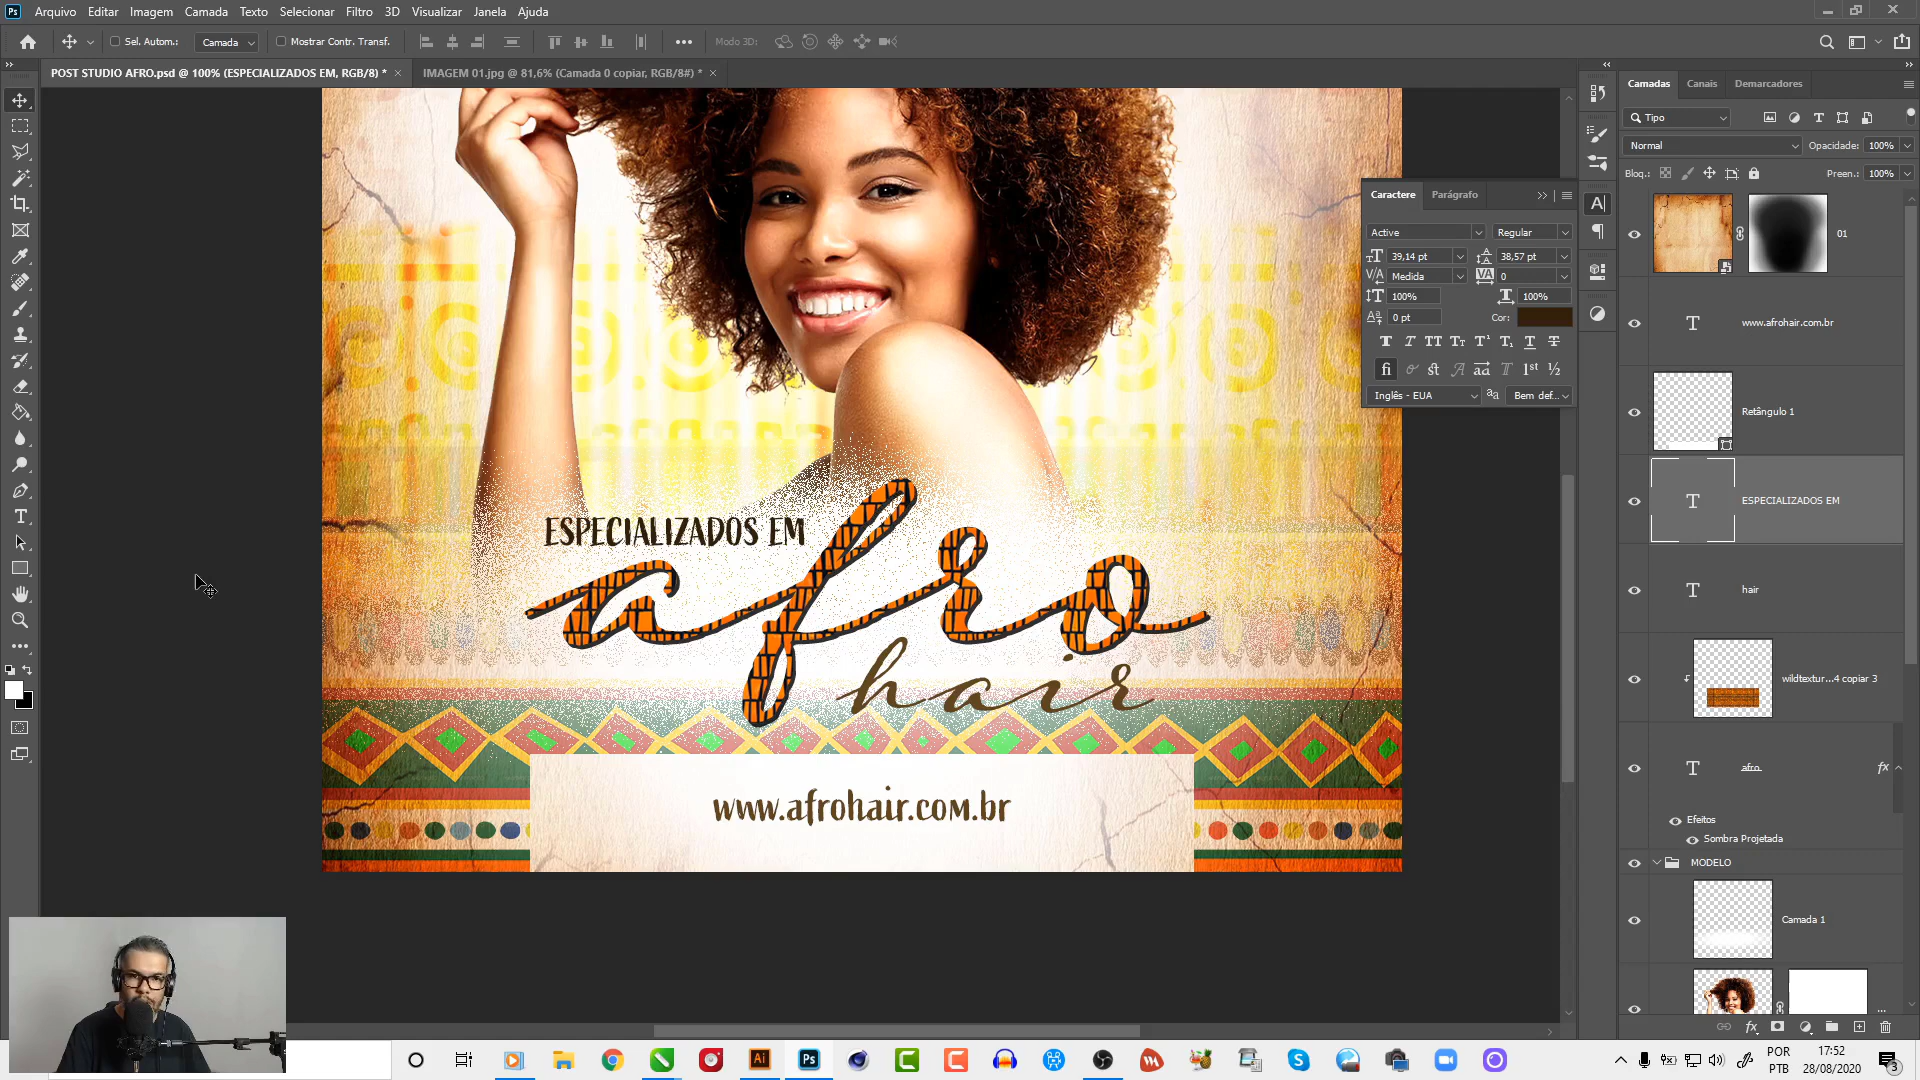 Ps Arquivo Editar Imagem Camada Texto Selecionar Filtro 3D Visualizar Janela Ajuda
Sel. Autom.: Camada Mostrar Contr. Transf. Modo 3D:
POST STUDIO AFRO.psd @ 100% (ESPECIALIZADOS EM, RGB/8) * IMAGEM 01.jpg @ 81,6% (Camada 0 copiar, RGB/8#) *
Camadas Canais Demarcadores
Tipo
Normal Opacidade: 100%
Bloq.: Preen.: 100%
01
www.afrohair.com.br
Retângulo 1
ESPECIALIZADOS EM
hair
wildtextur...4 copiar 3
afro
Efeitos
Sombra Projetada
MODELO
Camada 1
Caractere Parágrafo
Active Regular
39,14 pt 38,57 pt
Medida 0
100% 100%
0 pt Cor:
Inglês - EUA Bem def...
ESPECIALIZADOS EM
afro
hair
www.afrohair.com.br
Ai Ps
POR 17:52
PTB 28/08/2020 3